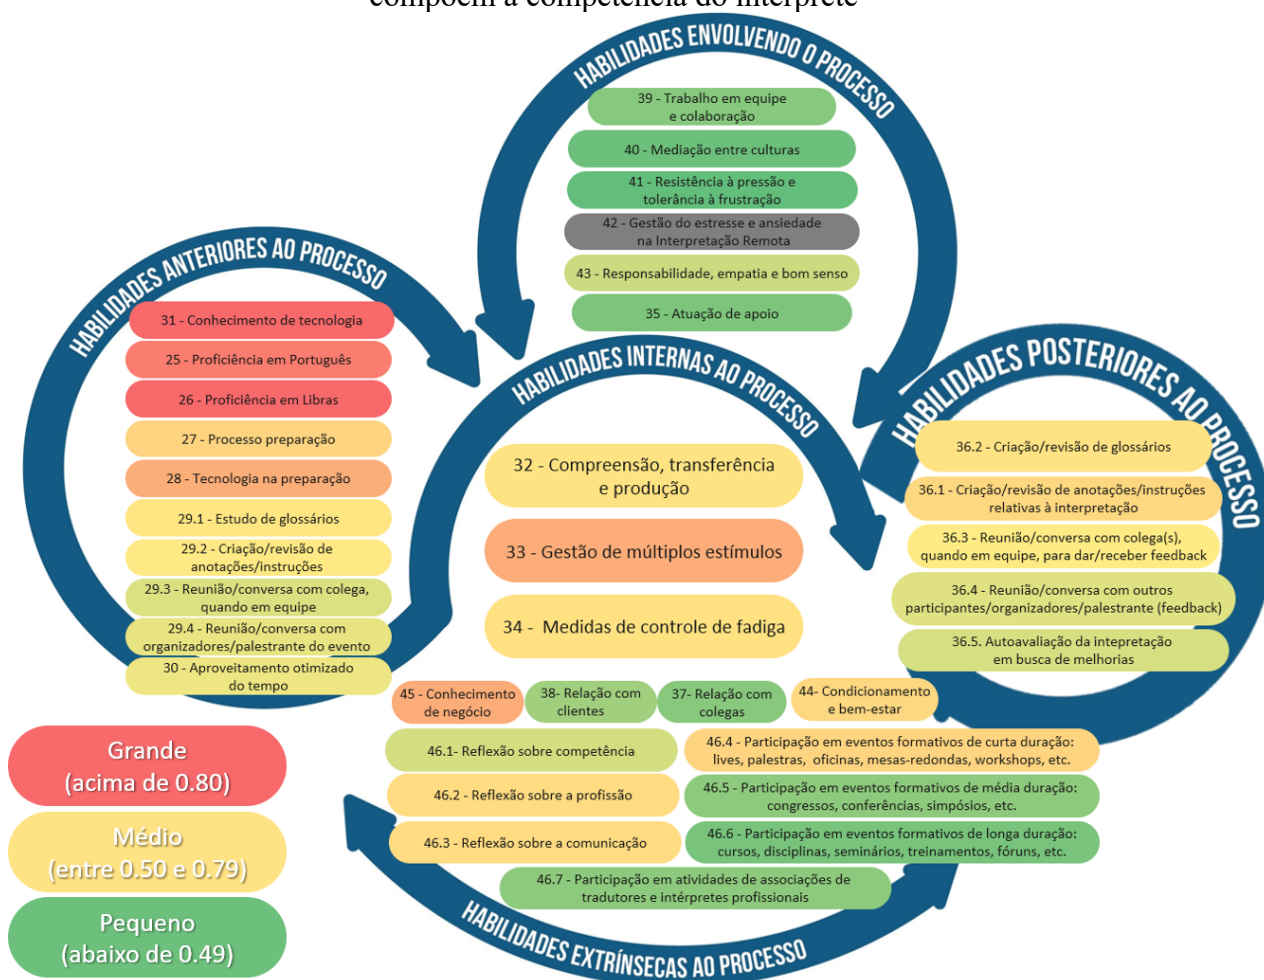 compõem a competência do intérprete
HABILIDADES ENVOLVENDO O PROCESSO
39 - Trabalho em equipe
e colaboração
40 - Mediação entre culturas
41 - Resistência à pressão e
tolerância à frustração
42 - Gestão do estresse e ansiedade
na Interpretação Remota
43 - Responsabilidade, empatia e bom senso
35 - Atuação de apoio
HABILIDADES ANTERIORES AO PROCESSO
31 - Conhecimento de tecnologia
25 - Proficiência em Português
26 - Proficiência em Libras
27 - Processo preparação
28 - Tecnologia na preparação
29.1 - Estudo de glossários
29.2 - Criação/revisão de
anotações/instruções
29.3 - Reunião/conversa com colega,
quando em equipe
29.4 - Reunião/conversa com
organizadores/palestrante do evento
30 - Aproveitamento otimizado
do tempo
HABILIDADES INTERNAS AO PROCESSO
32 - Compreensão, transferência
e produção
33 - Gestão de múltiplos estímulos
34 - Medidas de controle de fadiga
HABILIDADES POSTERIORES AO PROCESSO
36.2 - Criação/revisão de glossários
36.1 - Criação/revisão de anotações/instruções
relativas à interpretação
36.3 - Reunião/conversa com colega(s),
quando em equipe, para dar/receber feedback
36.4 - Reunião/conversa com outros
participantes/organizadores/palestrante (feedback)
36.5. Autoavaliação da intepretação
em busca de melhorias
45 - Conhecimento
de negócio
38- Relação com
clientes
37- Relação com
colegas
44- Condicionamento
e bem-estar
46.1- Reflexão sobre competência
46.2 - Reflexão sobre a profissão
46.3 - Reflexão sobre a comunicação
46.4 - Participação em eventos formativos de curta duração:
lives, palestras, oficinas, mesas-redondas, workshops, etc.
46.5 - Participação em eventos formativos de média duração:
congressos, conferências, simpósios, etc.
46.6 - Participação em eventos formativos de longa duração:
cursos, disciplinas, seminários, treinamentos, fóruns, etc.
46.7 - Participação em atividades de associações de
tradutores e intérpretes profissionais
HABILIDADES EXTRÍNSECAS AO PROCESSO
Grande
(acima de 0.80)
Médio
(entre 0.50 e 0.79)
Pequeno
(abaixo de 0.49)